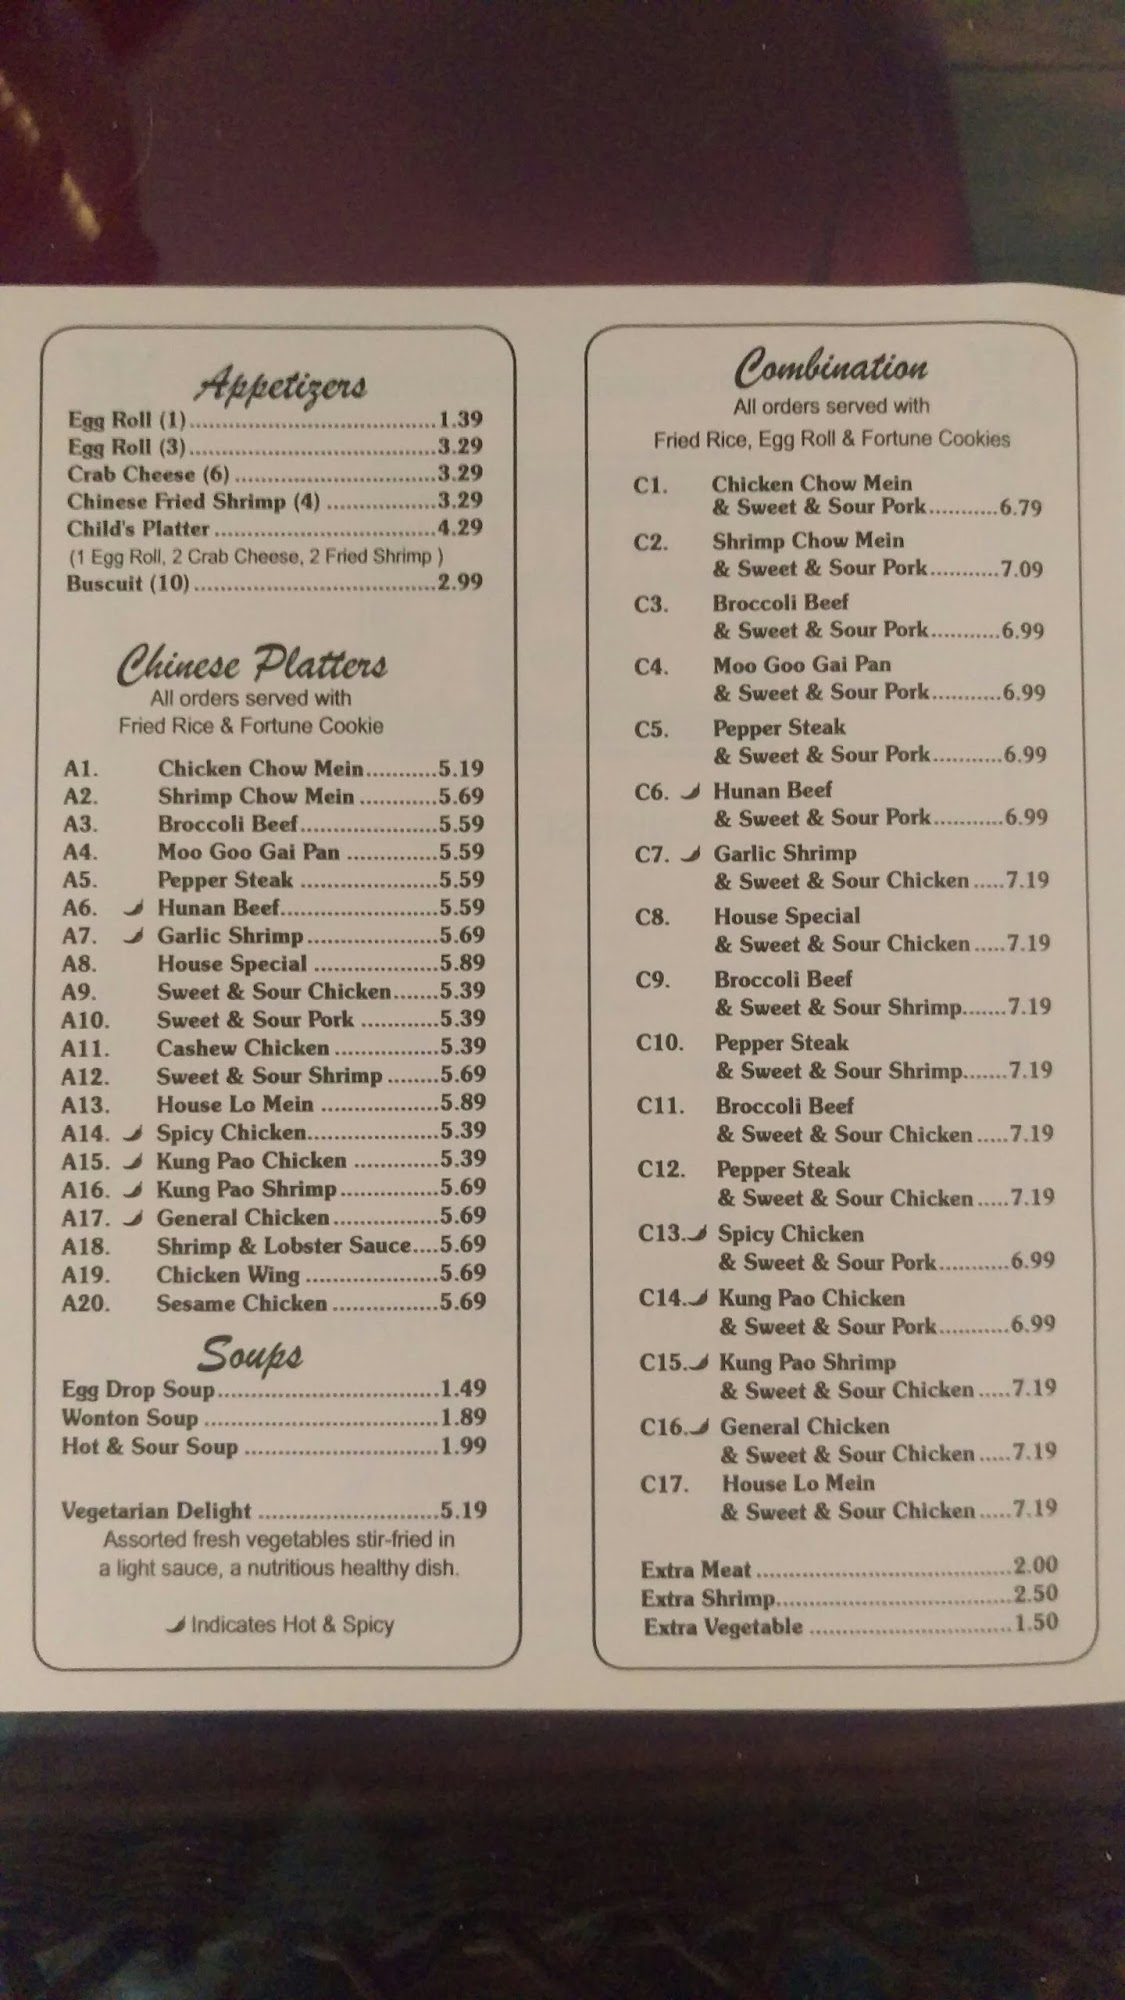 Appetizers
Egg Roll (1) 1.39
Egg Roll (3) 3.29
Crab Cheese (6) 3.29
Chinese Fried Shrimp (4) 3.29
Child's Platter 4.29
(1 Egg Roll, 2 Crab Cheese, 2 Fried Shrimp )
Buscuit (10) 2.99
Chinese Platters
All orders served with
Fried Rice & Fortune Cookie
A1. Chicken Chow Mein 5.19
A2. Shrimp Chow Mein 5.69
A3. Broccoli Beef 5.59
A4. Moo Goo Gai Pan 5.59
A5. Pepper Steak 5.59
A6. Hunan Beef 5.59
A7. Garlic Shrimp 5.69
A8. House Special 5.89
A9. Sweet & Sour Chicken 5.39
A10. Sweet & Sour Pork 5.39
A11. Cashew Chicken 5.39
A12. Sweet & Sour Shrimp 5.69
A13. House Lo Mein 5.89
A14. Spicy Chicken 5.39
A15. Kung Pao Chicken 5.39
A16. Kung Pao Shrimp 5.69
A17. General Chicken 5.69
A18. Shrimp & Lobster Sauce 5.69
A19. Chicken Wing 5.69
A20. Sesame Chicken 5.69
Soups
Egg Drop Soup 1.49
Wonton Soup 1.89
Hot & Sour Soup 1.99
Vegetarian Delight 5.19
Assorted fresh vegetables stir-fried in
a light sauce, a nutritious healthy dish.
Indicates Hot & Spicy
Combination
All orders served with
Fried Rice, Egg Roll & Fortune Cookies
C1. Chicken Chow Mein
& Sweet & Sour Pork 6.79
C2. Shrimp Chow Mein
& Sweet & Sour Pork 7.09
C3. Broccoli Beef
& Sweet & Sour Pork 6.99
C4. Moo Goo Gai Pan
& Sweet & Sour Pork 6.99
C5. Pepper Steak
& Sweet & Sour Pork 6.99
C6. Hunan Beef
& Sweet & Sour Pork 6.99
C7. Garlic Shrimp
& Sweet & Sour Chicken 7.19
C8. House Special
& Sweet & Sour Chicken 7.19
C9. Broccoli Beef
& Sweet & Sour Shrimp 7.19
C10. Pepper Steak
& Sweet & Sour Shrimp 7.19
C11. Broccoli Beef
& Sweet & Sour Chicken 7.19
C12. Pepper Steak
& Sweet & Sour Chicken 7.19
C13. Spicy Chicken
& Sweet & Sour Pork 6.99
C14. Kung Pao Chicken
& Sweet & Sour Pork 6.99
C15. Kung Pao Shrimp
& Sweet & Sour Chicken 7.19
C16. General Chicken
& Sweet & Sour Chicken 7.19
C17. House Lo Mein
& Sweet & Sour Chicken 7.19
Extra Meat 2.00
Extra Shrimp 2.50
Extra Vegetable 1.50